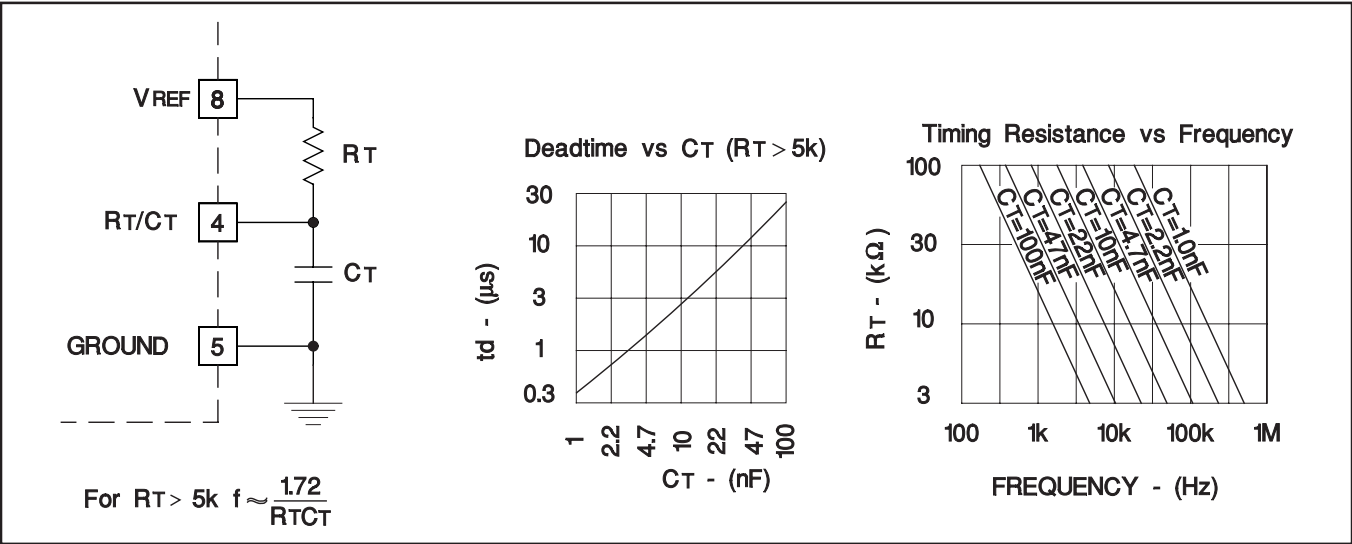 VREF 8
RT
RT/CT 4
CT
GROUND 5
For RT > 5k f ≈ 1.72
RTCT
Deadtime vs CT (RT > 5k)
td - (µs)
30
10
3
1
0.3
1 2.2 4.7 10 22 47 100
CT - (nF)
Timing Resistance vs Frequency
RT - (kΩ)
100
30
10
3
CT=100nF
CT=47nF
CT=22nF
CT=10nF
CT=4.7nF
CT=2.2nF
CT=1.0nF
100 1k 10k 100k 1M
FREQUENCY - (Hz)